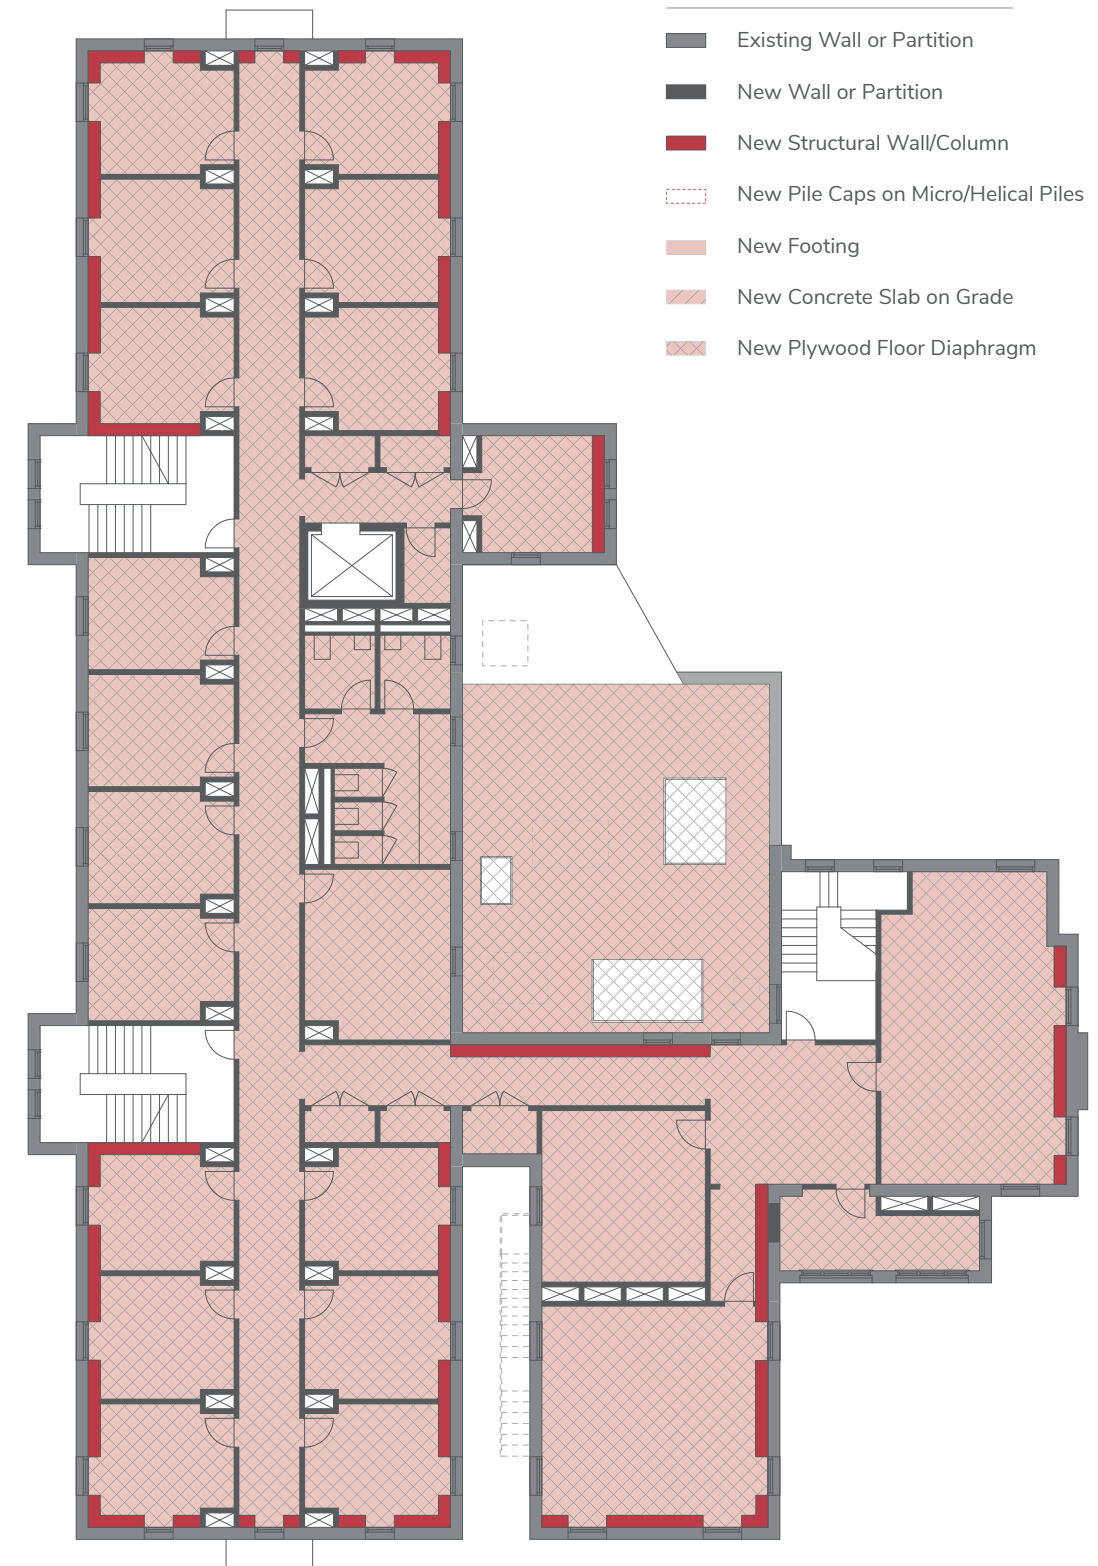 Existing Wall or Partition
New Wall or Partition
New Structural Wall/Column
New Pile Caps on Micro/Helical Piles
New Footing
New Concrete Slab on Grade
New Plywood Floor Diaphragm